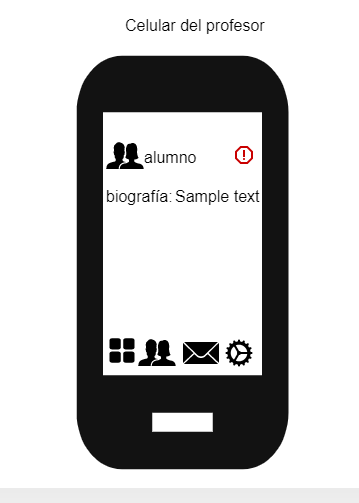 Celular del profesor
alumno
biografía: Sample text